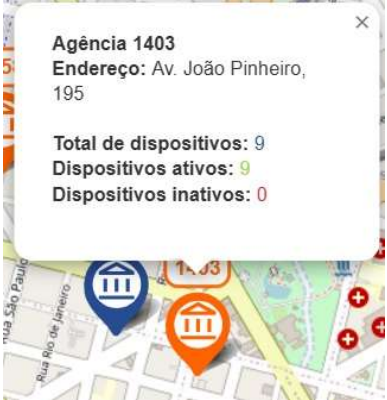 ×
Agência 1403
Endereço: Av. João Pinheiro,
195
Total de dispositivos: 9
Dispositivos ativos: 9
Dispositivos inativos: 0
1403
Rua Rio de Janeiro
São Paulo